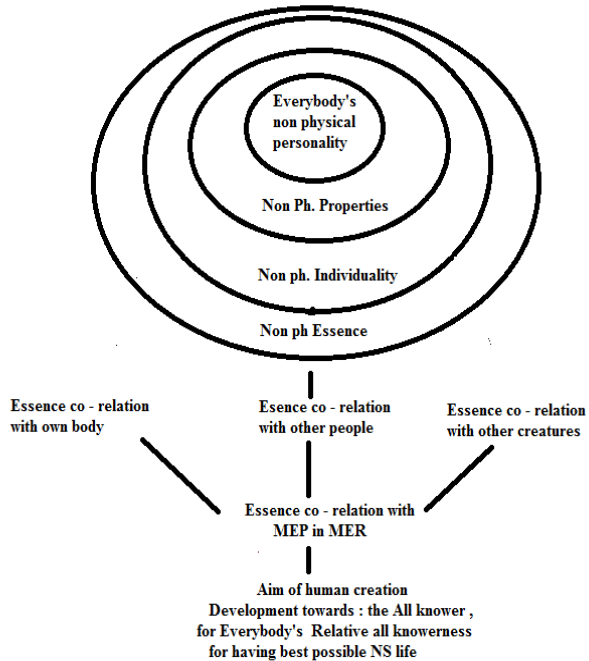 Everybody's
non physical
personality
Non Ph. Properties
Non ph. Individuality
Non ph Essence
Essence co - relation
with own body
Esence co - relation
with other people
Essence co - relation
with other creatures
Essence co - relation with
MEP in MER
Aim of human creation
Development towards : the All knower ,
for Everybody's Relative all knowerness
for having best possible NS life